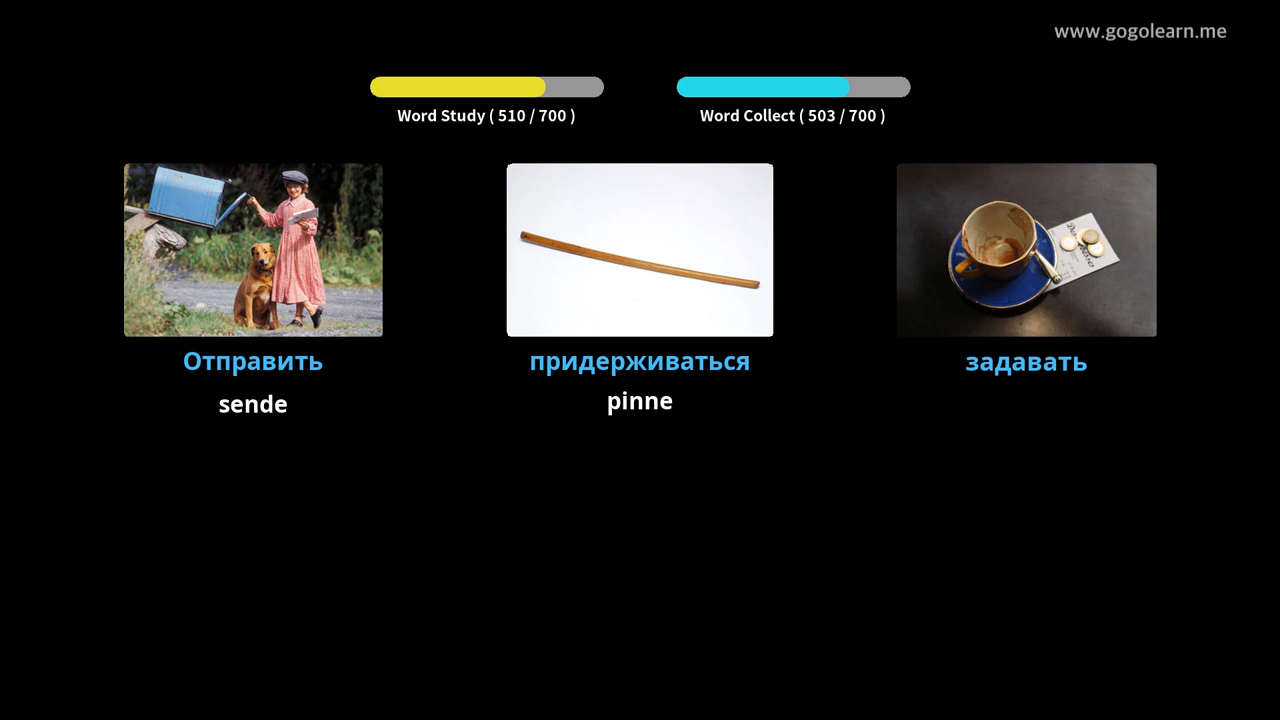 www.gogolearn.me
Word Study ( 510 / 700 )
Word Collect ( 503 / 700 )
Отправить
придерживаться
задавать
sende
pinne